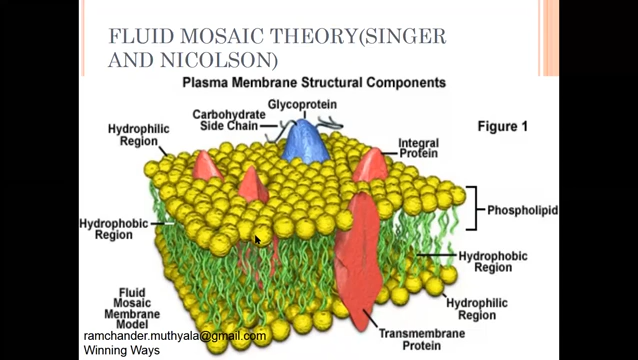 FLUID MOSAIC THEORY(SINGER
AND NICOLSON)
Plasma Membrane Structural Components
Glycoprotein
Carbohydrate
Side Chain
Figure 1
Hydrophilic
Region
Integral
Protein
Phospholipid
Hydrophobic
Region
Hydrophobic
Region
Fluid
Mosaic
Membrane
Model
Hydrophilic
Region
Transmembrane
Protein
ramchander.muthyala@gmail.com
Winning Ways